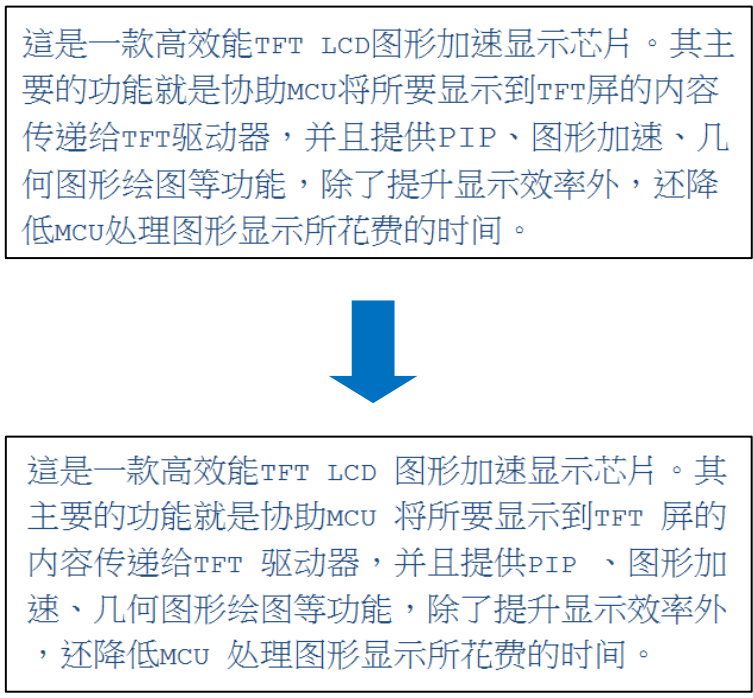 這是一款高效能TFT LCD图形加速显示芯片。其主
要的功能就是协助MCU将所要显示到TFT屏的内容
传递给TFT驱动器，并且提供PIP、图形加速、几
何图形绘图等功能，除了提升显示效率外，还降
低MCU处理图形显示所花费的时间。
這是一款高效能TFT LCD 图形加速显示芯片。其
主要的功能就是协助MCU 将所要显示到TFT 屏的
内容传递给TFT 驱动器，并且提供PIP 、图形加
速、几何图形绘图等功能，除了提升显示效率外
，还降低MCU 处理图形显示所花费的时间。